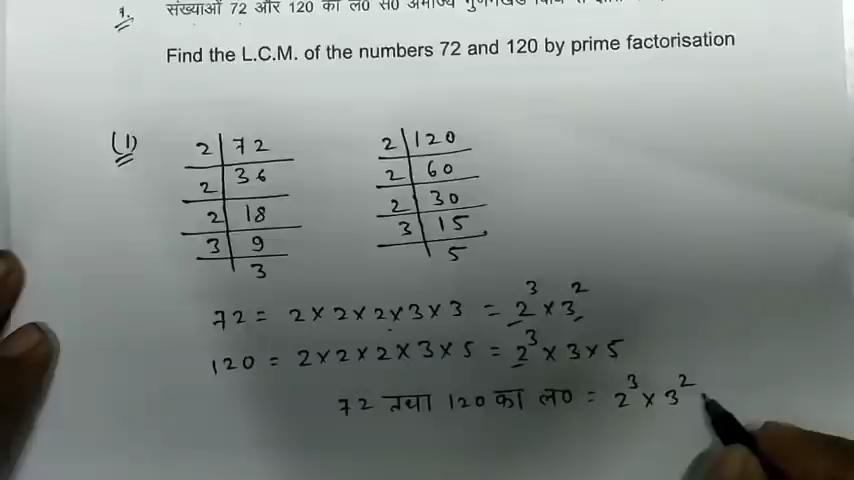 संख्याओं 72 और 120 का ल० स०
Find the L.C.M. of the numbers 72 and 120 by prime factorisation
(1)
2 | 72
2 | 36
2 | 18
3 | 9
3
2 | 120
2 | 60
2 | 30
3 | 15
5
72 = 2 × 2 × 2 × 3 × 3 = 2³ × 3²
120 = 2 × 2 × 2 × 3 × 5 = 2³ × 3 × 5
72 तथा 120 का ल० = 2³ × 3²